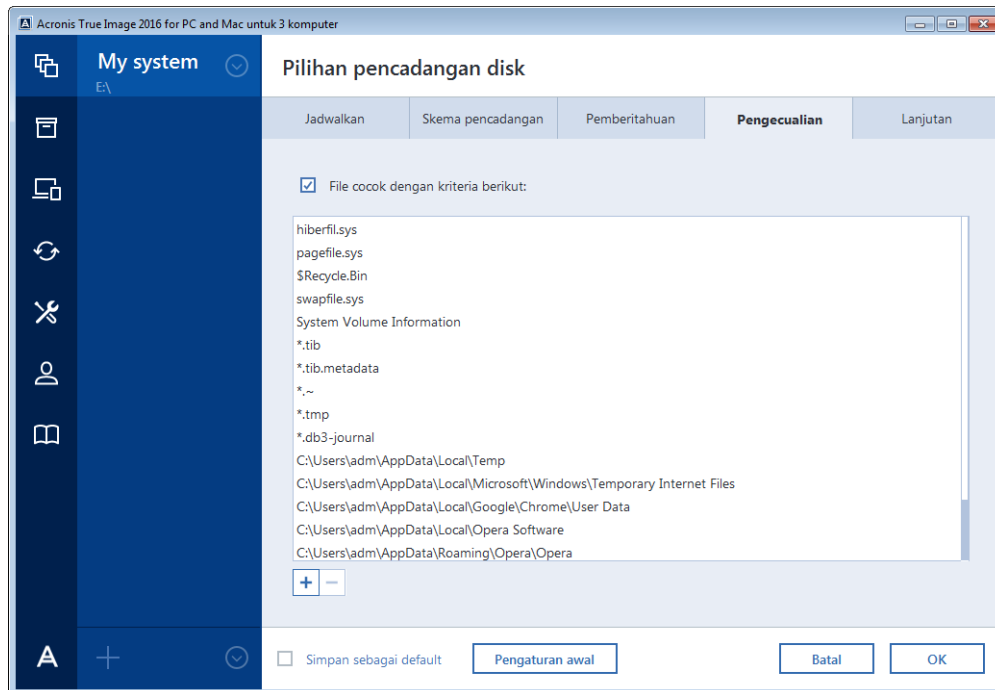 Acronis True Image 2016 for PC and Mac untuk 3 komputer
My system
E:\
Pilihan pencadangan disk
Jadwalkan
Skema pencadangan
Pemberitahuan
Pengecualian
Lanjutan
File cocok dengan kriteria berikut:
hiberfil.sys
pagefile.sys
$Recycle.Bin
swapfile.sys
System Volume Information
*.tib
*.tib.metadata
*.~
*.tmp
*.db3-journal
C:\Users\adm\AppData\Local\Temp
C:\Users\adm\AppData\Local\Microsoft\Windows\Temporary Internet Files
C:\Users\adm\AppData\Local\Google\Chrome\User Data
C:\Users\adm\AppData\Local\Opera Software
C:\Users\adm\AppData\Roaming\Opera\Opera
Simpan sebagai default
Pengaturan awal
Batal
OK